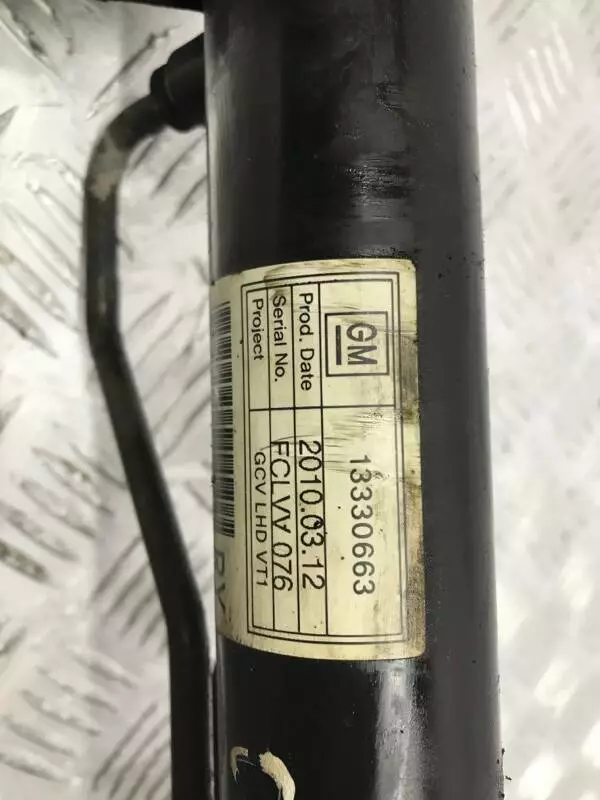 GM 13330663
Prod. Date 2010.03.12
Serial No. FCLVV 076
Project GCV LHD VT1